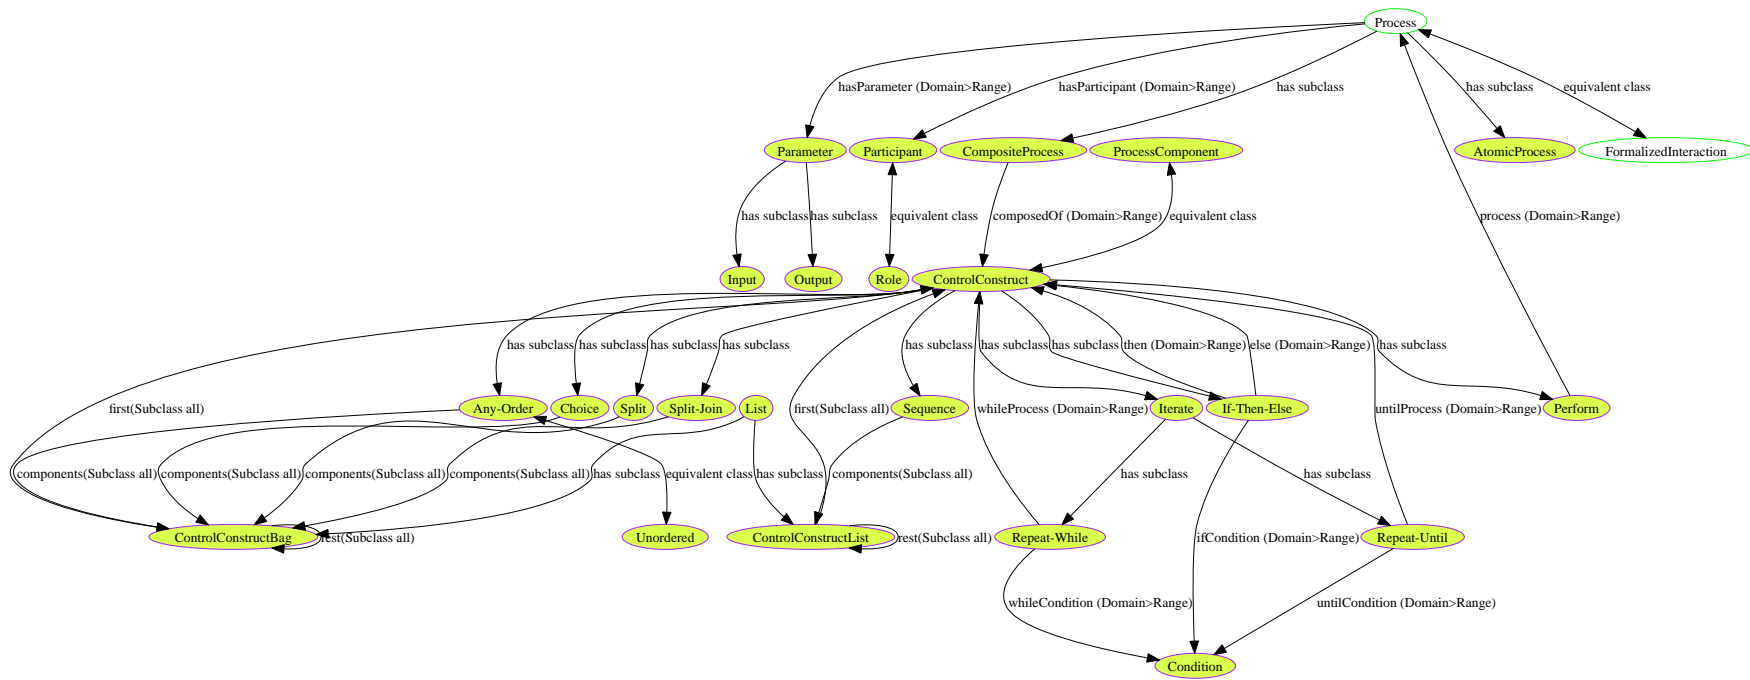 Process
hasParameter (Domain>Range)
hasParticipant (Domain>Range)
has subclass
has subclass
equivalent class
Parameter
Participant
CompositeProcess
ProcessComponent
AtomicProcess
FormalizedInteraction
has subclass
has subclass
equivalent class
composedOf (Domain>Range)
equivalent class
process (Domain>Range)
Input
Output
Role
ControlConstruct
has subclass
has subclass
has subclass
has subclass
has subclass
has subclass
has subclass
then (Domain>Range)
else (Domain>Range)
has subclass
first(Subclass all)
Any-Order
Choice
Split
Split-Join
List
first(Subclass all)
Sequence
whileProcess (Domain>Range)
Iterate
If-Then-Else
untilProcess (Domain>Range)
Perform
components(Subclass all)
components(Subclass all)
components(Subclass all)
components(Subclass all)
has subclass
equivalent class
has subclass
components(Subclass all)
has subclass
has subclass
ControlConstructBag
rest(Subclass all)
Unordered
ControlConstructList
rest(Subclass all)
Repeat-While
ifCondition (Domain>Range)
Repeat-Until
whileCondition (Domain>Range)
untilCondition (Domain>Range)
Condition